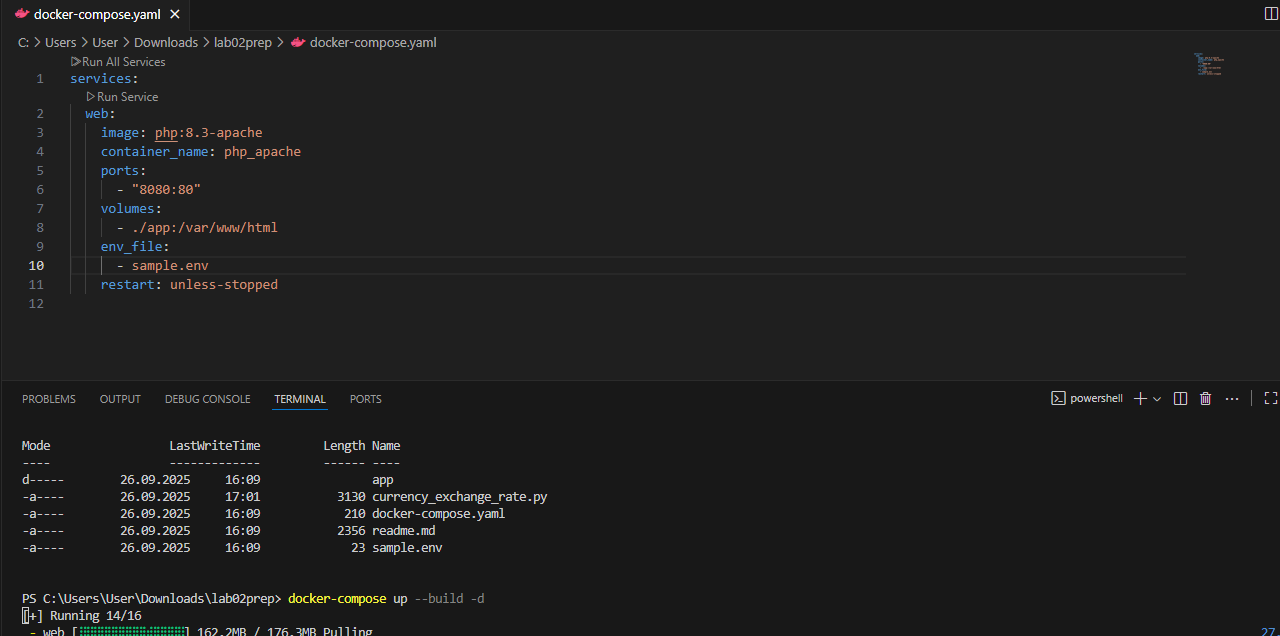 docker-compose.yaml
C: > Users > User > Downloads > lab02prep > docker-compose.yaml
Run All Services
1 services:
Run Service
2 web:
3 image: php:8.3-apache
4 container_name: php_apache
5 ports:
6 - "8080:80"
7 volumes:
8 - ./app:/var/www/html
9 env_file:
10 - sample.env
11 restart: unless-stopped
12
PROBLEMS OUTPUT DEBUG CONSOLE TERMINAL PORTS powershell
Mode LastWriteTime Length Name
---- ------------- ------ ----
d----- 26.09.2025 16:09 app
-a---- 26.09.2025 17:01 3130 currency_exchange_rate.py
-a---- 26.09.2025 16:09 210 docker-compose.yaml
-a---- 26.09.2025 16:09 2356 readme.md
-a---- 26.09.2025 16:09 23 sample.env
PS C:\Users\User\Downloads\lab02prep> docker-compose up --build -d
[+] Running 14/16
- web [⣿⣿⣿⣿⣿⣿⣿⣿⣿⣿⣿⣿⣿⣿] 162.2MB / 176.3MB Pulling
27